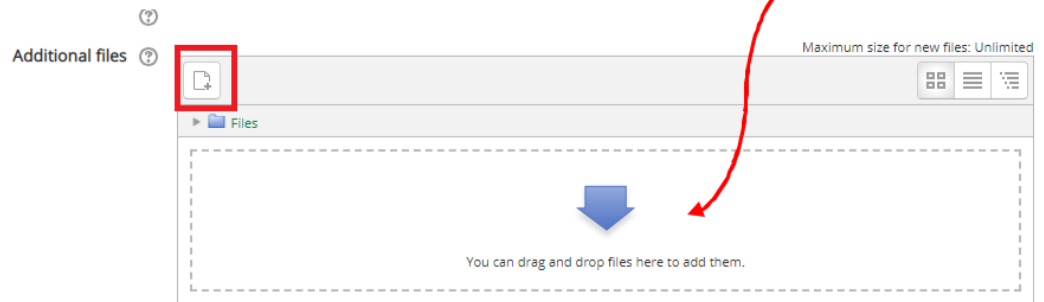 Additional files
Maximum size for new files: Unlimited
Files
You can drag and drop files here to add them.